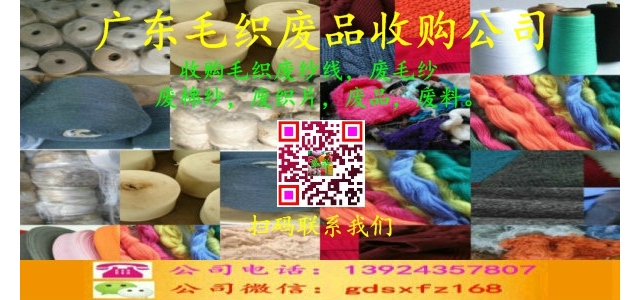 广东毛织废品收购公司
收购毛织废纱线，废毛纱
废棉纱，废织片，废品，废料。
扫码联系我们
公司电话：13924357807
公司微信：gdsxfz168